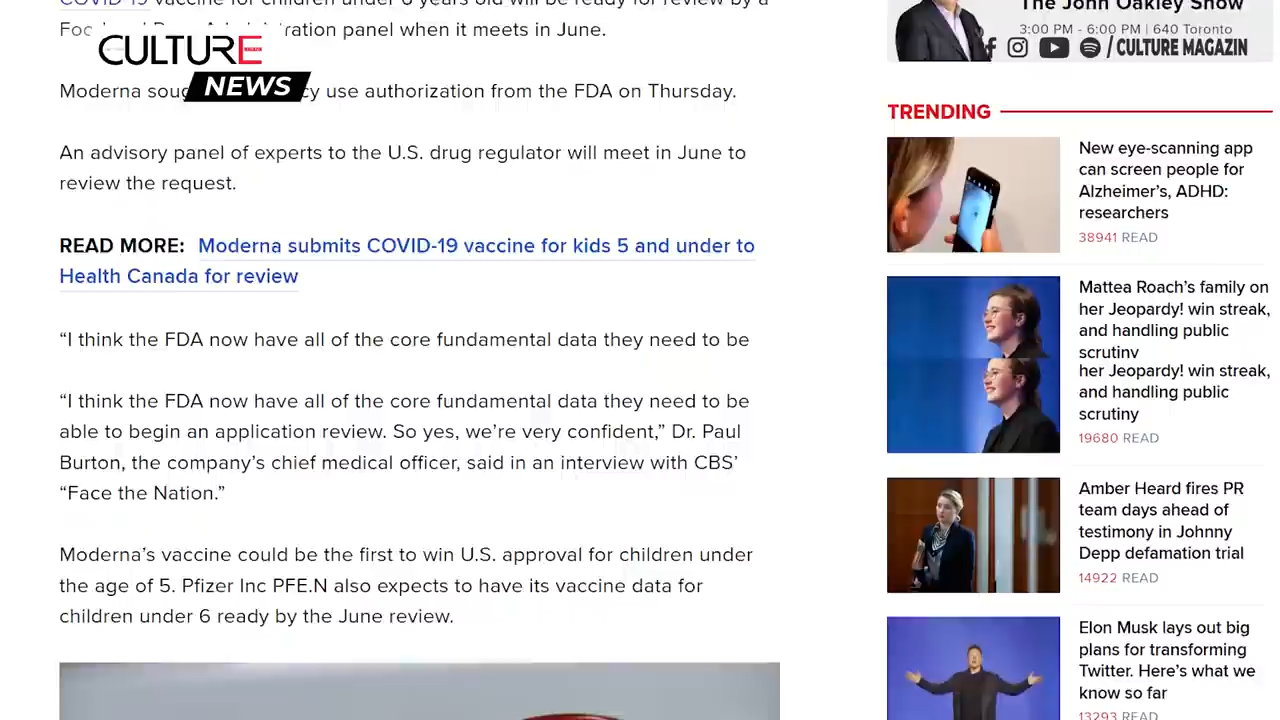 COVID-19 vaccine for children under 6 years old will be ready for review by a
ration panel when it meets in June.
CULTURE
NEWS
Moderna use authorization from the FDA on Thursday.
An advisory panel of experts to the U.S. drug regulator will meet in June to
review the request.
READ MORE: Moderna submits COVID-19 vaccine for kids 5 and under to
Health Canada for review
“I think the FDA now have all of the core fundamental data they need to be
“I think the FDA now have all of the core fundamental data they need to be
able to begin an application review. So yes, we’re very confident,” Dr. Paul
Burton, the company’s chief medical officer, said in an interview with CBS’
“Face the Nation.”
Moderna’s vaccine could be the first to win U.S. approval for children under
the age of 5. Pfizer Inc PFE.N also expects to have its vaccine data for
children under 6 ready by the June review.
The John Oakley Show
3:00 PM - 6:00 PM | 640 Toronto
/ CULTURE MAGAZIN
TRENDING
New eye-scanning app
can screen people for
Alzheimer’s, ADHD:
researchers
38941 READ
Mattea Roach’s family on
her Jeopardy! win streak,
and handling public
scrutiny
her Jeopardy! win streak,
and handling public
scrutiny
19680 READ
Amber Heard fires PR
team days ahead of
testimony in Johnny
Depp defamation trial
14922 READ
Elon Musk lays out big
plans for transforming
Twitter. Here’s what we
know so far
13293 READ